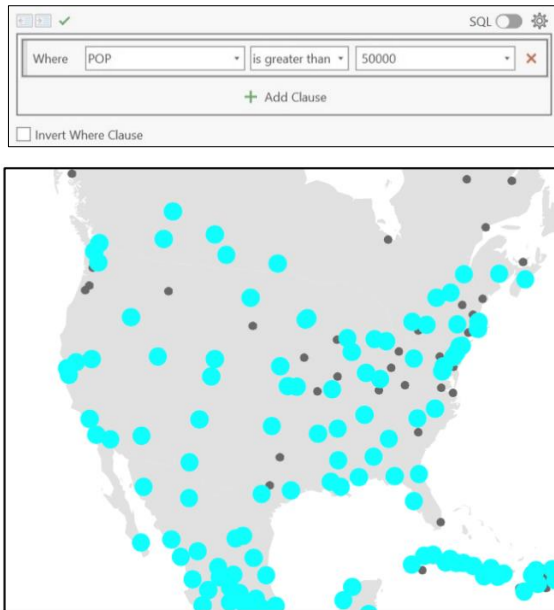 SQL
Where POP is greater than 50000
Add Clause
Invert Where Clause